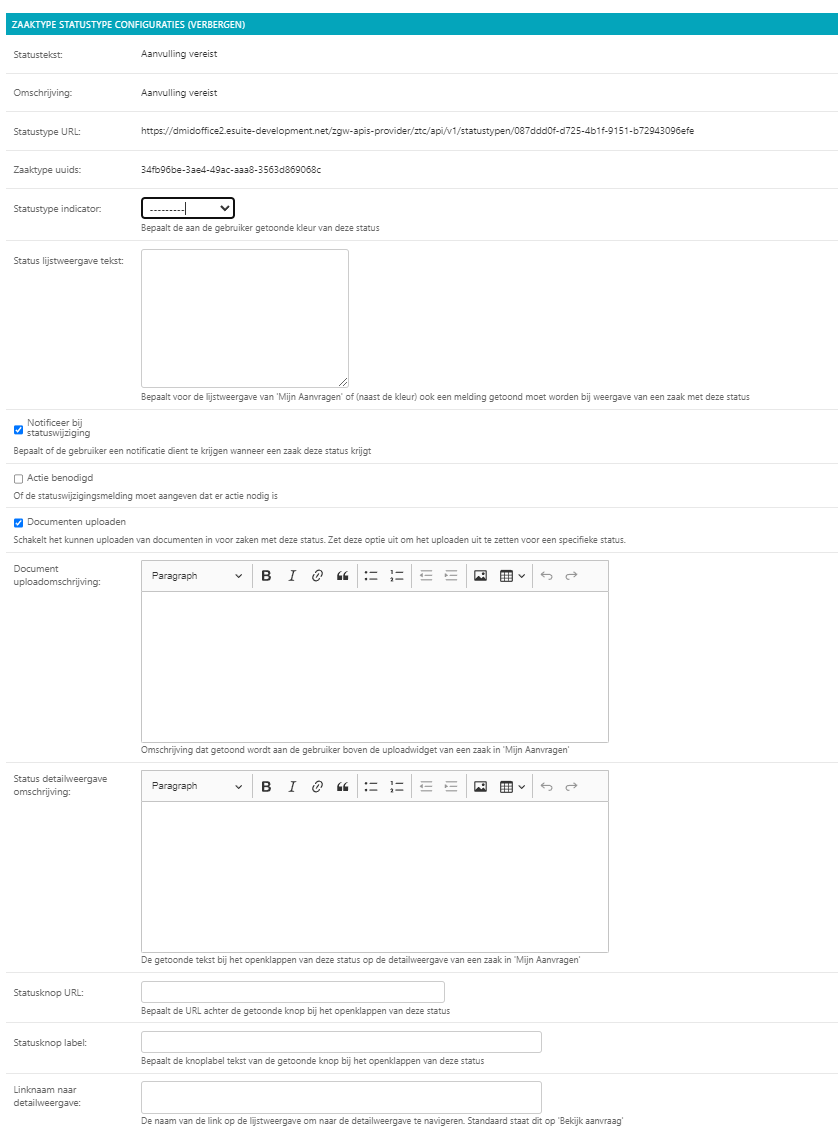 ZAAKTYPE STATUSTYPE CONFIGURATIES (VERBERGEN)
Statustekst: Aanvulling vereist
Omschrijving: Aanvulling vereist
Statustype URL: https://dmidoffice2.esuite-development.net/zgw-apis-provider/ztc/api/v1/statustypen/087ddd0f-d725-4b1f-9151-b72943096efe
Zaaktype uuids: 34fb96be-3ae4-49ac-aaa8-3563d869068c
Statustype indicator: ---------
Bepaalt de aan de gebruiker getoonde kleur van deze status
Status lijstweergave tekst:
Bepaalt voor de lijstweergave van 'Mijn Aanvragen' of (naast de kleur) ook een melding getoond moet worden bij weergave van een zaak met deze status
Notificeer bij
statuswijziging
Bepaalt of de gebruiker een notificatie dient te krijgen wanneer een zaak deze status krijgt
Actie benodigd
Of de statuswijzigingsmelding moet aangeven dat er actie nodig is
Documenten uploaden
Schakelt het kunnen uploaden van documenten in voor zaken met deze status. Zet deze optie uit om het uploaden uit te zetten voor een specifieke status.
Document
uploadomschrijving:
Paragraph
Omschrijving dat getoond wordt aan de gebruiker boven de uploadwidget van een zaak in 'Mijn Aanvragen'
Status detailweergave
omschrijving:
Paragraph
De getoonde tekst bij het openklappen van deze status op de detailweergave van een zaak in 'Mijn Aanvragen'
Statusknop URL:
Bepaalt de URL achter de getoonde knop bij het openklappen van deze status
Statusknop label:
Bepaalt de knoplabel tekst van de getoonde knop bij het openklappen van deze status
Linknaam naar
detailweergave:
De naam van de link op de lijstweergave om naar de detailweergave te navigeren. Standaard staat dit op 'Bekijk aanvraag'